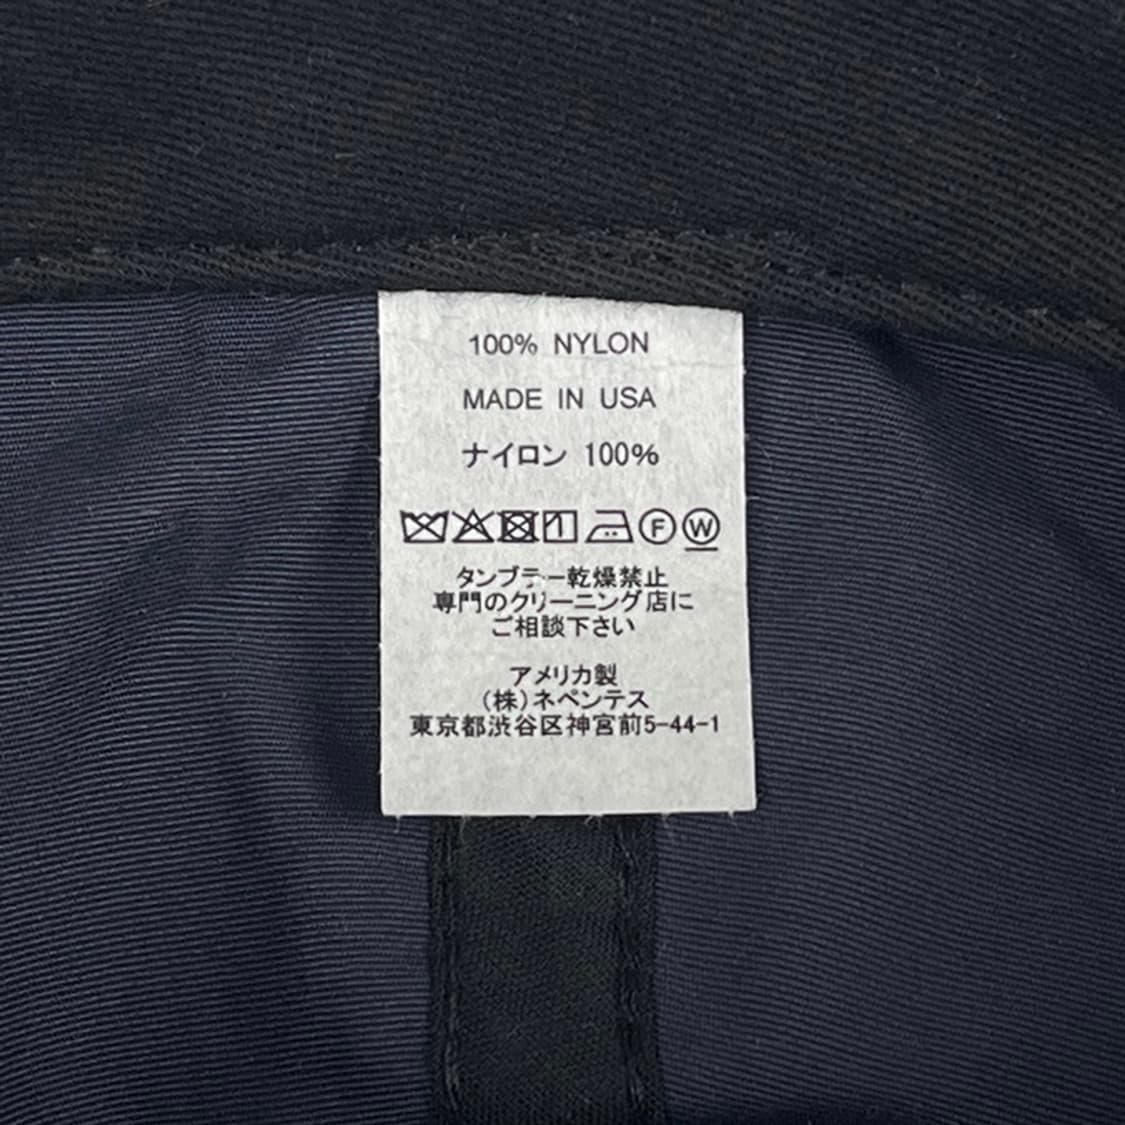 100% NYLON
MADE IN USA
ナイロン 100%
F W
タンブラー乾燥禁止
専門のクリーニング店に
ご相談下さい
アメリカ製
(株)ネペンテス
東京都渋谷区神宮前5-44-1